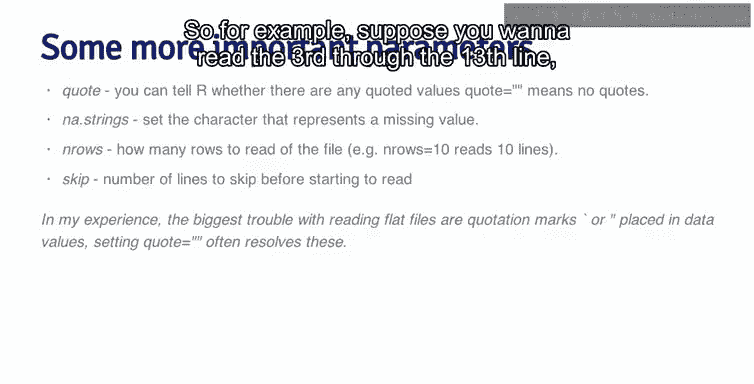 So for example, suppose you wanna
read the 3rd through the 13th line,
Some more important parameters
· quote - you can tell R whether there are any quoted values quote="" means no quotes.
· na.strings - set the character that represents a missing value.
· nrows - how many rows to read of the file (e.g. nrows=10 reads 10 lines).
· skip - number of lines to skip before starting to read
In my experience, the biggest trouble with reading flat files are quotation marks ` or " placed in data
values, setting quote="" often resolves these.